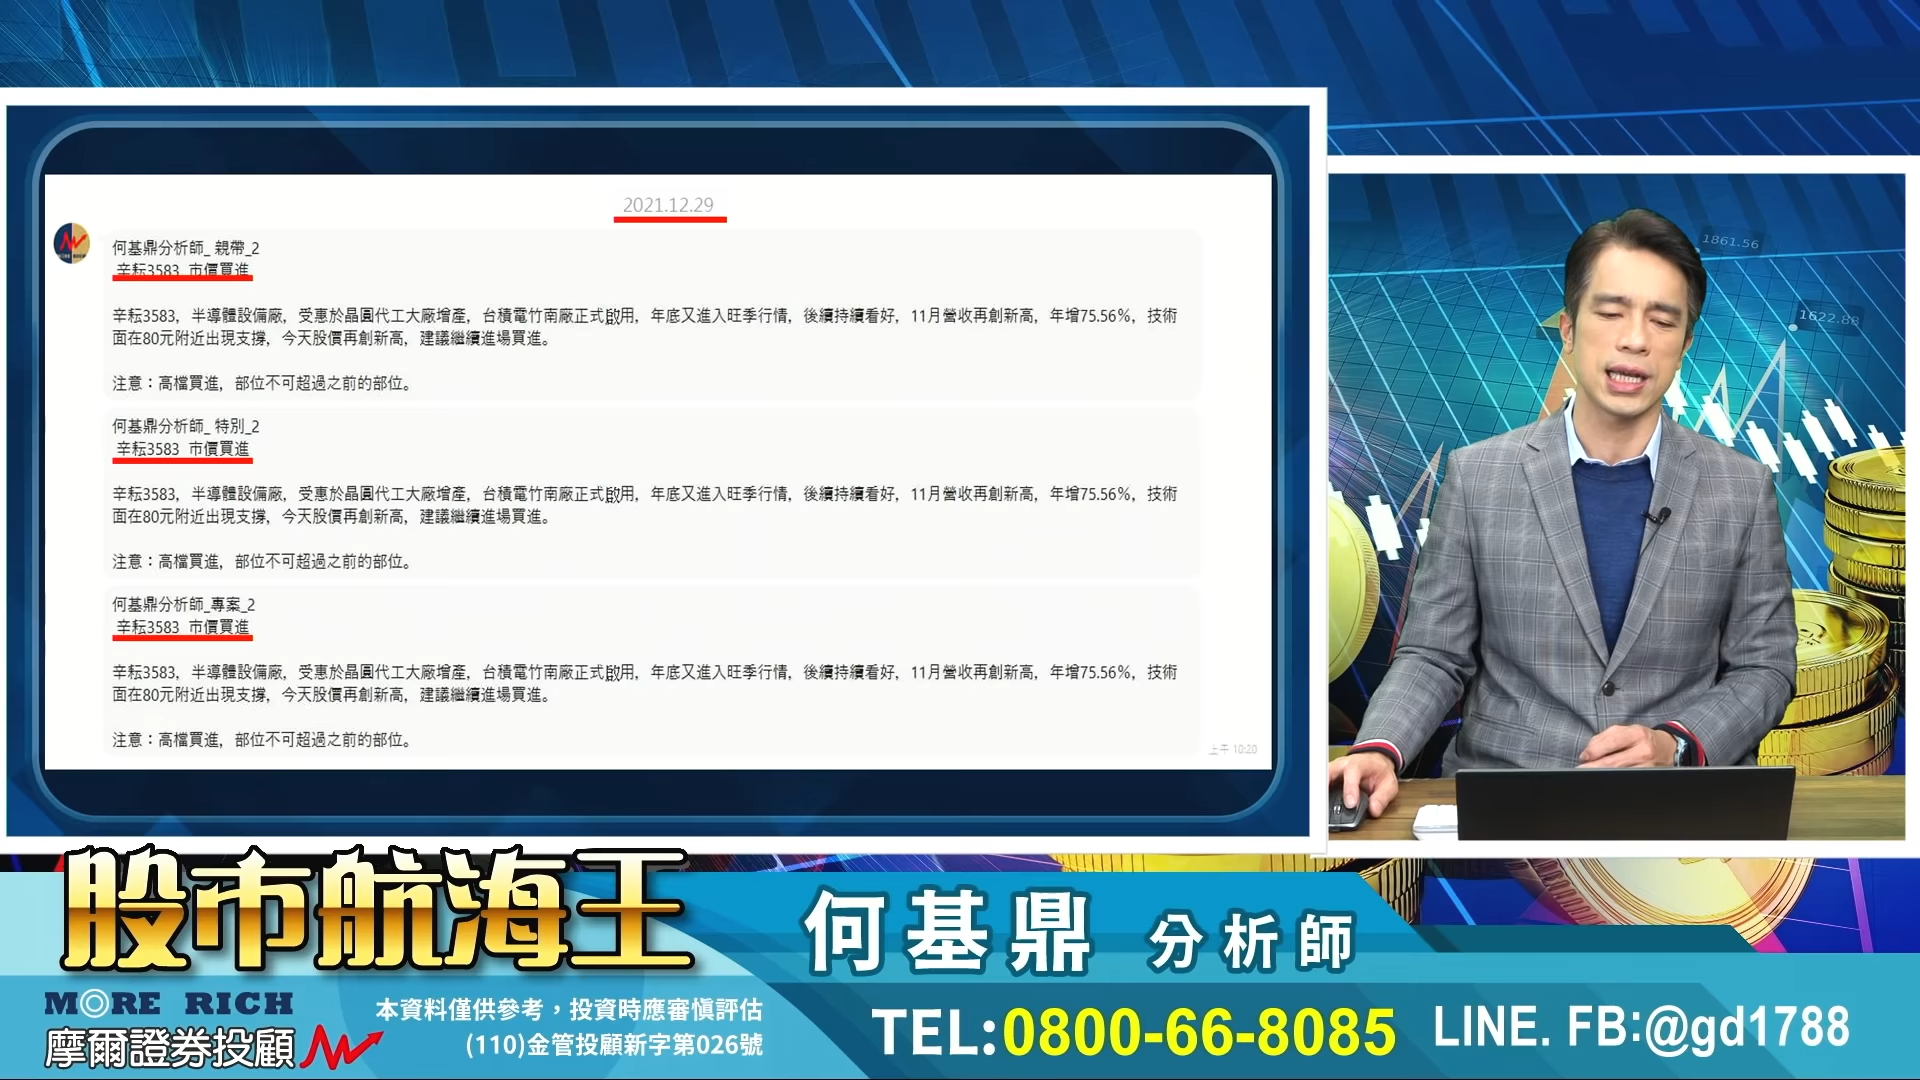 2021.12.29
何基鼎分析師_ 親帶_2
辛耘3583 市價買進
辛耘3583, 半導體設備廠, 受惠於晶圓代工大廠增產, 台積電竹南廠正式啟用, 年底又進入旺季行情, 後續持續看好, 11月營收再創新高, 年增75.56%, 技術
面在80元附近出現支撐, 今天股價再創新高, 建議繼續進場買進。
注意：高檔買進, 部位不可超過之前的部位。
何基鼎分析師_ 特別_2
辛耘3583 市價買進
辛耘3583, 半導體設備廠, 受惠於晶圓代工大廠增產, 台積電竹南廠正式啟用, 年底又進入旺季行情, 後續持續看好, 11月營收再創新高, 年增75.56%, 技術
面在80元附近出現支撐, 今天股價再創新高, 建議繼續進場買進。
注意：高檔買進, 部位不可超過之前的部位。
何基鼎分析師_專案_2
辛耘3583 市價買進
辛耘3583, 半導體設備廠, 受惠於晶圓代工大廠增產, 台積電竹南廠正式啟用, 年底又進入旺季行情, 後續持續看好, 11月營收再創新高, 年增75.56%, 技術
面在80元附近出現支撐, 今天股價再創新高, 建議繼續進場買進。
注意：高檔買進, 部位不可超過之前的部位。
上午 10:20
1861.56
1622.88
股市航海王
何基鼎 分析師
MORE RICH
摩爾證券投顧
本資料僅供參考，投資時應審慎評估
(110)金管投顧新字第026號
TEL:0800-66-8085
LINE. FB:@gd1788